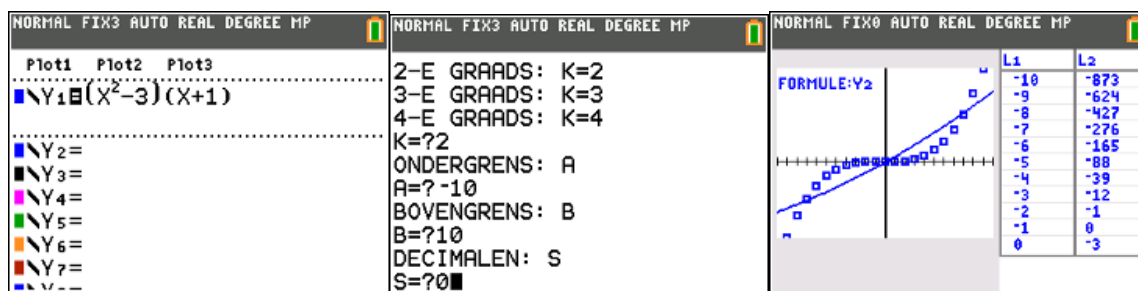 NORMAL FIX3 AUTO REAL DEGREE MP
Plot1 Plot2 Plot3
\Y₁=(X²-3)(X+1)
\Y₂=
\Y₃=
\Y₄=
\Y₅=
\Y₆=
\Y₇=
NORMAL FIX3 AUTO REAL DEGREE MP
2-E GRAADS: K=2
3-E GRAADS: K=3
4-E GRAADS: K=4
K=?2
ONDERGRENS: A
A=?-10
BOVENGRENS: B
B=?10
DECIMALEN: S
S=?0
NORMAL FIX0 AUTO REAL DEGREE MP
FORMULE:Y₂
L₁ L₂
-10 -873
-9 -624
-8 -427
-7 -276
-6 -165
-5 -88
-4 -39
-3 -12
-2 -1
-1 0
0 -3